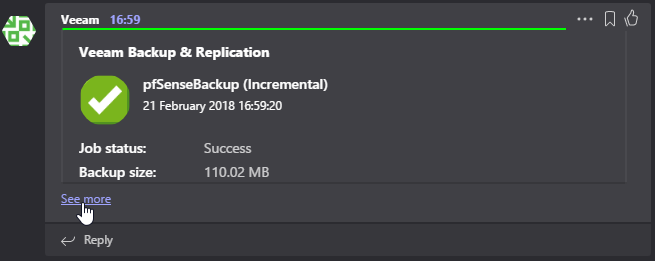 Veeam 16:59
Veeam Backup & Replication
pfSenseBackup (Incremental)
21 February 2018 16:59:20
Job status: Success
Backup size: 110.02 MB
See more
Reply